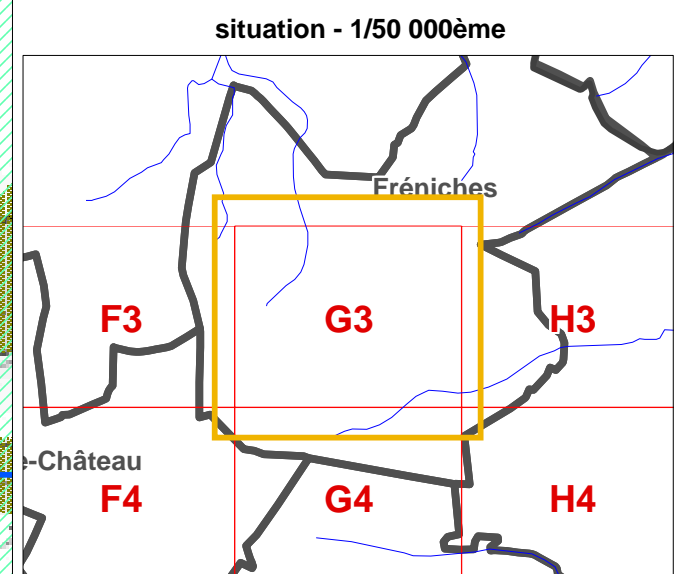 situation - 1/50 000ème
Fréniches
F3 G3 H3
e-Château
F4 G4 H4